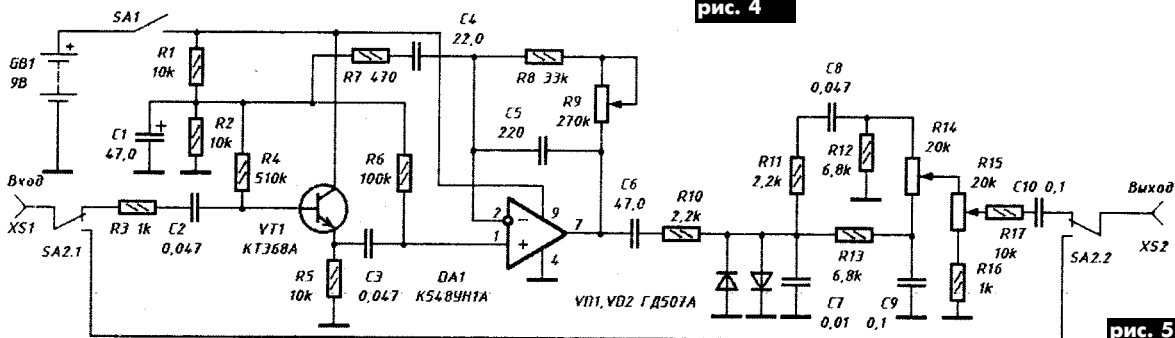 рис. 4
SA1
GB1
9В
+
R1
10k
C1
47,0
+
R2
10k
R4
510k
R7 470
C4
22,0
R8 33k
R9
270k
C5
220
R6
100k
Вход
XS1
SA2.1
R3 1k
C2
0,047
VT1
КТ368А
R5
10k
C3
0,047
DA1
К548УН1А
2
1
−
+
9
7
4
C6
47,0
R10
2,2k
VD1, VD2 ГД507А
R11
2,2k
C8
0,047
R12
6,8k
R13
6,8k
C7
0,01
C9
0,1
R14
20k
R15
20k
C10 0,1
R17
10k
R16
1k
SA2.2
Выход
XS2
рис. 5